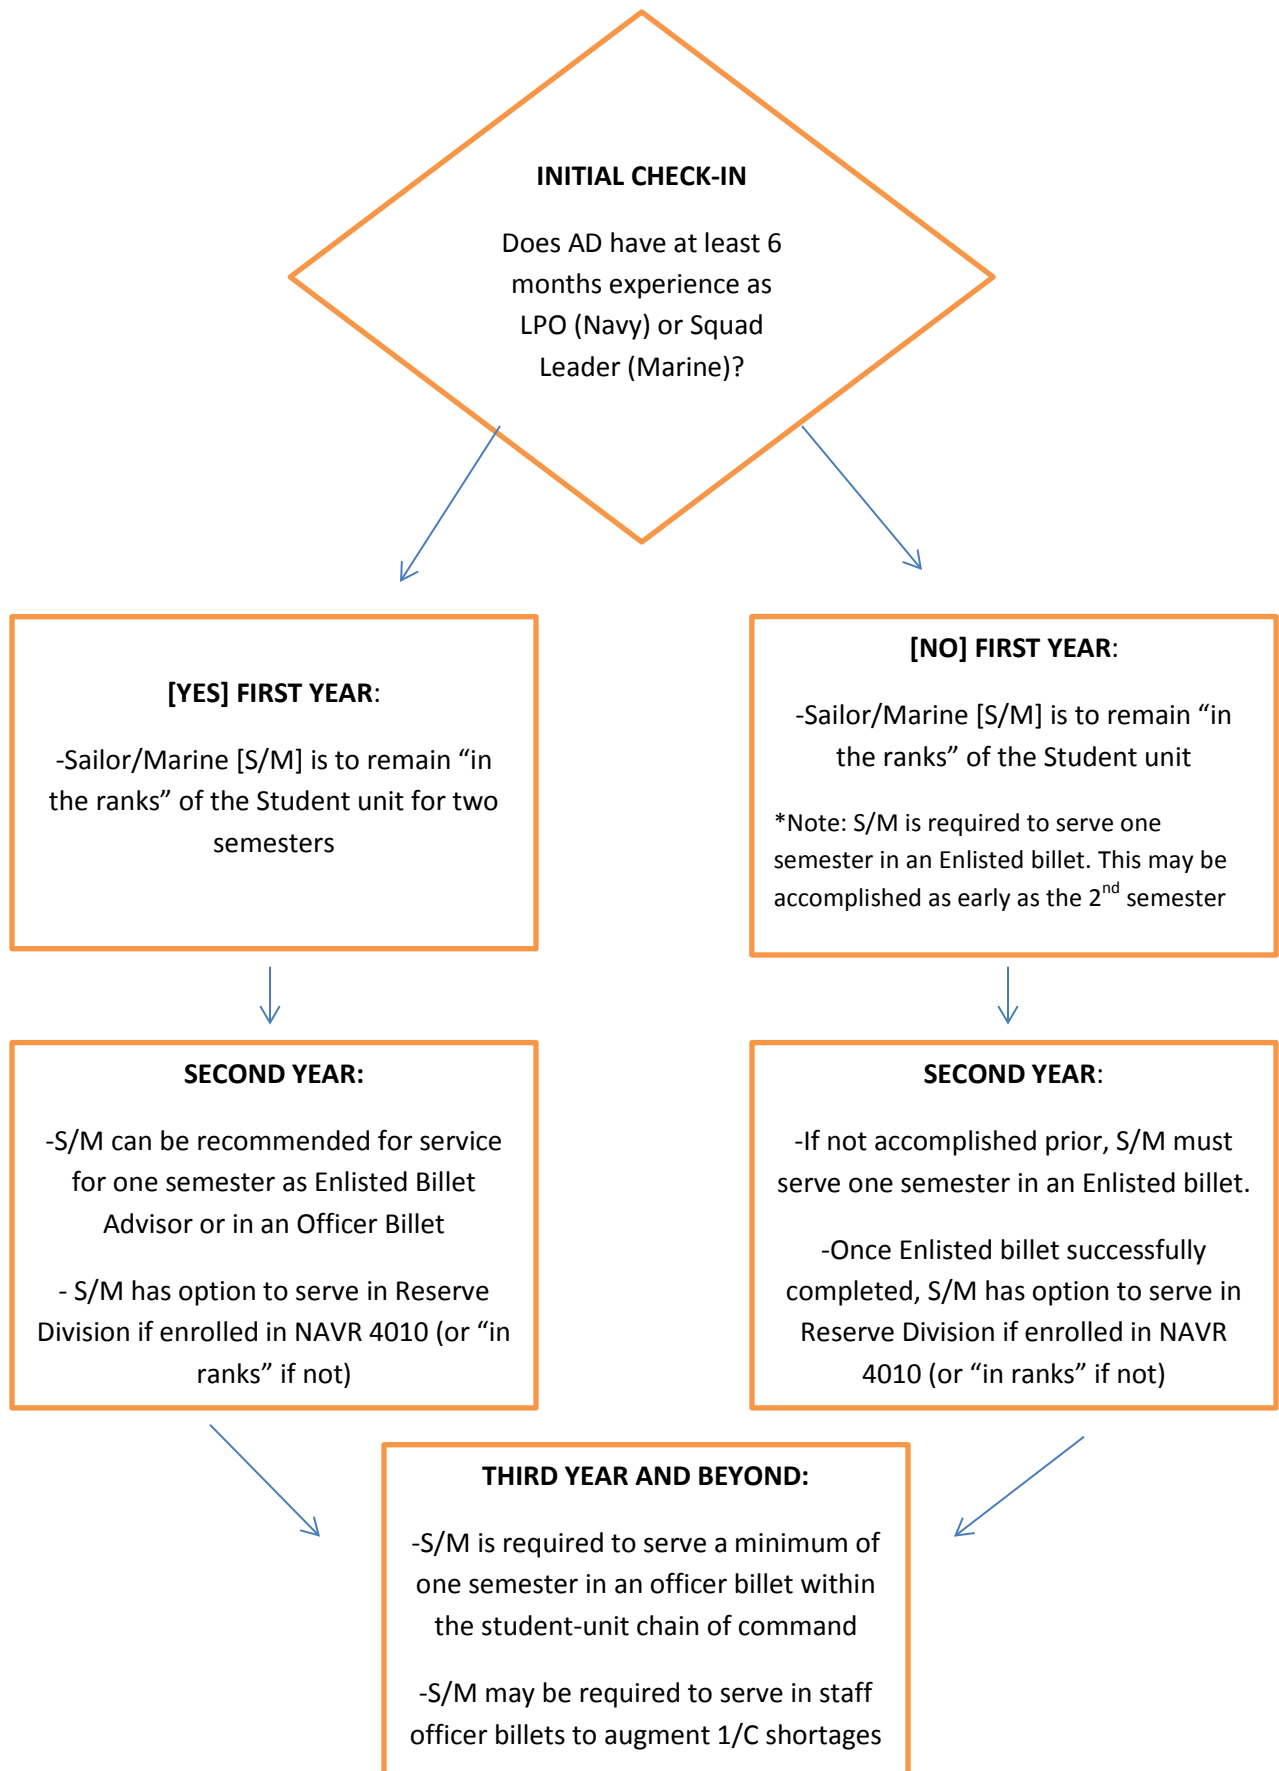 INITIAL CHECK-IN
Does AD have at least 6
months experience as
LPO (Navy) or Squad
Leader (Marine)?
[YES] FIRST YEAR:
-Sailor/Marine [S/M] is to remain “in
the ranks” of the Student unit for two
semesters
[NO] FIRST YEAR:
-Sailor/Marine [S/M] is to remain “in
the ranks” of the Student unit
*Note: S/M is required to serve one
semester in an Enlisted billet. This may be
accomplished as early as the 2nd semester
SECOND YEAR:
-S/M can be recommended for service
for one semester as Enlisted Billet
Advisor or in an Officer Billet
- S/M has option to serve in Reserve
Division if enrolled in NAVR 4010 (or “in
ranks” if not)
SECOND YEAR:
-If not accomplished prior, S/M must
serve one semester in an Enlisted billet.
-Once Enlisted billet successfully
completed, S/M has option to serve in
Reserve Division if enrolled in NAVR
4010 (or “in ranks” if not)
THIRD YEAR AND BEYOND:
-S/M is required to serve a minimum of
one semester in an officer billet within
the student-unit chain of command
-S/M may be required to serve in staff
officer billets to augment 1/C shortages